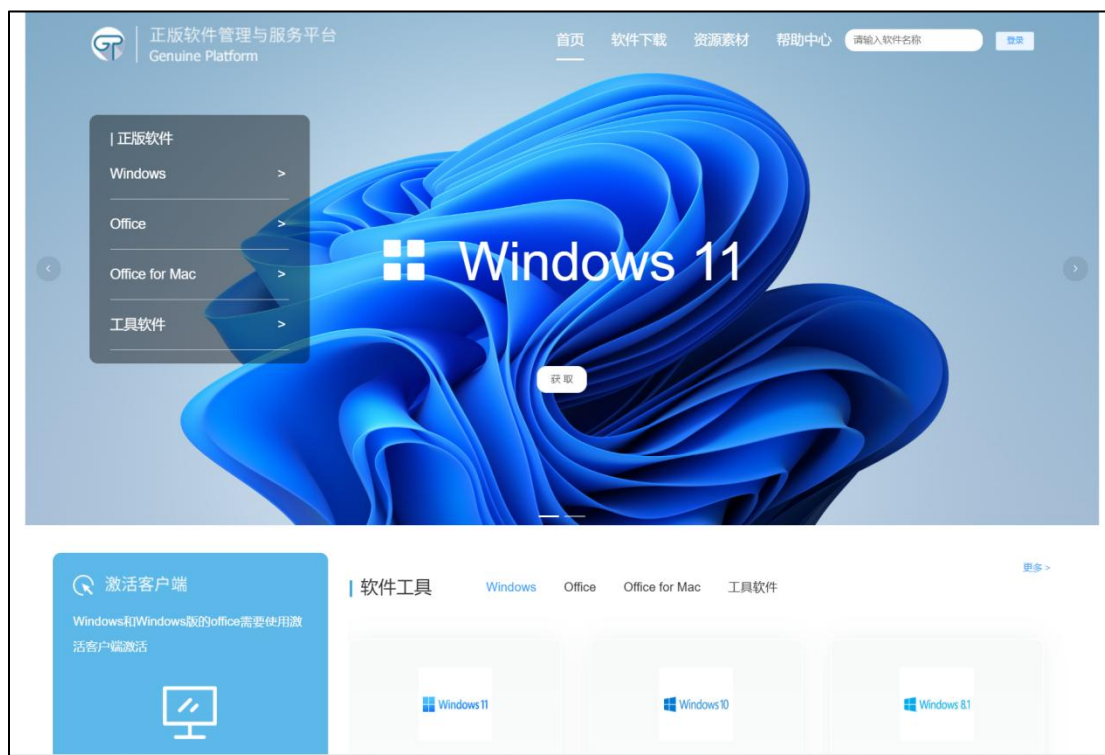 GP
正版软件管理与服务平台
Genuine Platform
首页 软件下载 资源素材 帮助中心 请输入软件名称 登录
| 正版软件
Windows >
Office >
Office for Mac >
工具软件 >
Windows 11
获取
激活客户端
Windows和Windows版的office需要使用激
活客户端激活
软件工具 Windows Office Office for Mac 工具软件 更多 >
Windows 11 Windows 10 Windows 8.1